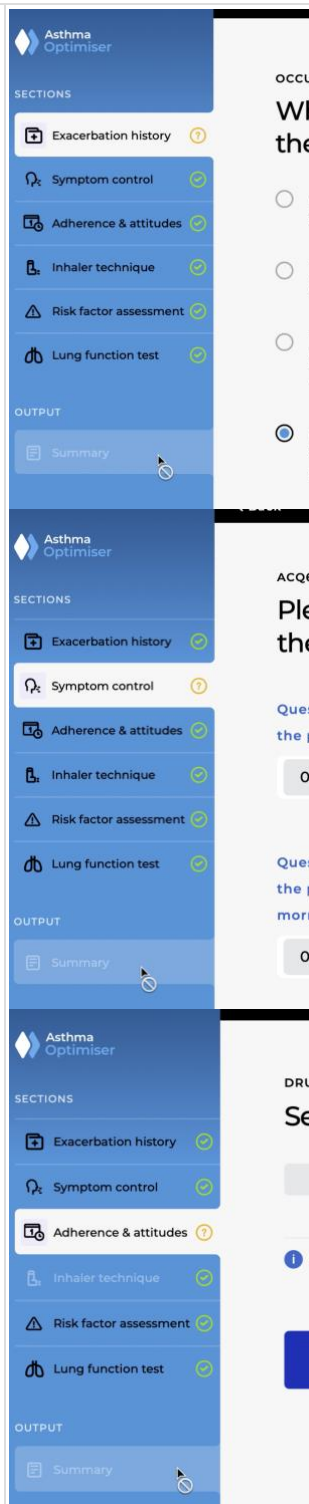 Asthma
Optimiser
SECTIONS
Exacerbation history
Symptom control
Adherence & attitudes
Inhaler technique
Risk factor assessment
Lung function test
OUTPUT
Summary
OCCU
Wh
the
Asthma
Optimiser
SECTIONS
Exacerbation history
Symptom control
Adherence & attitudes
Inhaler technique
Risk factor assessment
Lung function test
OUTPUT
Summary
ACQ
Ple
the
Ques
the p
0
Ques
the p
morn
0
Asthma
Optimiser
SECTIONS
Exacerbation history
Symptom control
Adherence & attitudes
Inhaler technique
Risk factor assessment
Lung function test
OUTPUT
Summary
DRU
Se